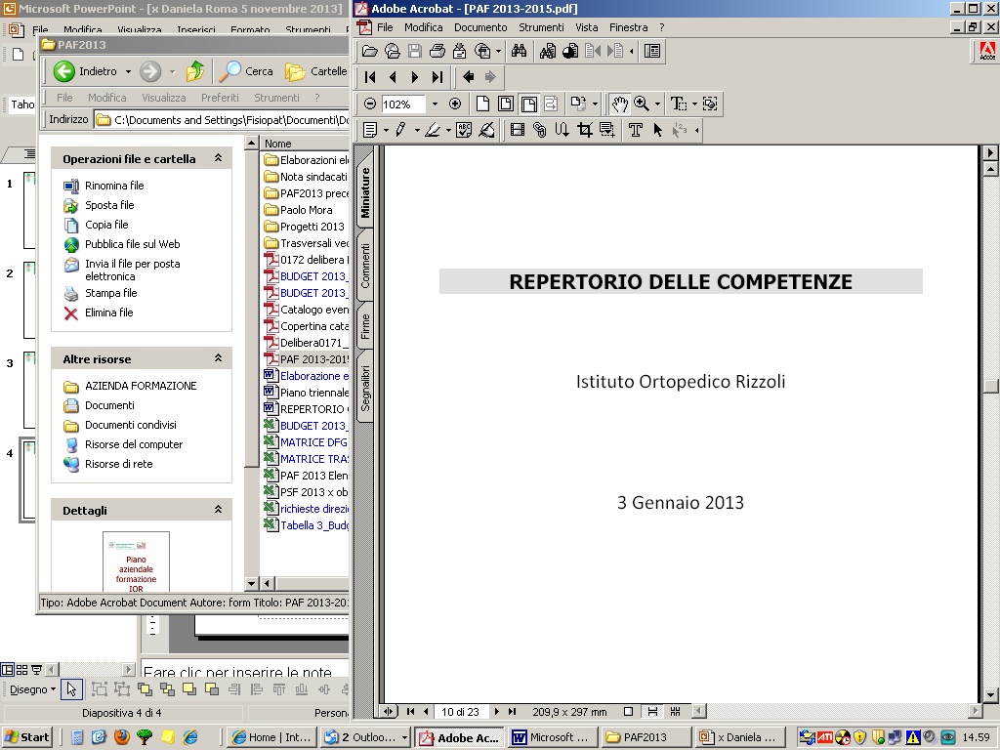 Microsoft PowerPoint - [x Daniela Roma 5 novembre 2013]
File Modifica Visualizza Inserisci Formato Strumenti
Taho
1
2
3
4
PAF2013
Indietro Cerca Cartelle
File Modifica Visualizza Preferiti Strumenti ?
Indirizzo C:\Documents and Settings\Fisiopat\Documenti\Do
Operazioni file e cartella
Rinomina file
Sposta file
Copia file
Pubblica file sul Web
Invia il file per posta
elettronica
Stampa file
Elimina file
Altre risorse
AZIENDA FORMAZIONE
Documenti
Documenti condivisi
Risorse del computer
Risorse di rete
Dettagli
Piano
aziendale
formazione
IOR
Nome
Elaborazioni ele
Nota sindacati
PAF2013 prece
Paolo Mora
Progetti 2013
Trasversali vec
0172 delibera I
BUDGET 2013_
BUDGET 2013_
Catalogo even
Copertina cata
Delibera0171_
PAF 2013-2015
Elaborazione e
Piano triennale
REPERTORIO
BUDGET 2013_
MATRICE DFG
MATRICE TRAS
PAF 2013 Elen
PSF 2013 x ob
richieste direzi
Tabella 3_Budg
Tipo: Adobe Acrobat Document Autore: form Titolo: PAF 2013-201
Fare clic per inserire le note
Disegno
Diapositiva 4 di 4
Person
Adobe Acrobat - [PAF 2013-2015.pdf]
File Modifica Documento Strumenti Vista Finestra ?
Adobe
102%
Miniature
Commenti
Firme
Segnalibri
REPERTORIO DELLE COMPETENZE
Istituto Ortopedico Rizzoli
3 Gennaio 2013
10 di 23 209,9 x 297 mm
Start Home | Int... 2 Outloo... Adobe Ac... Microsoft ... PAF2013 x Daniela ... 14.59